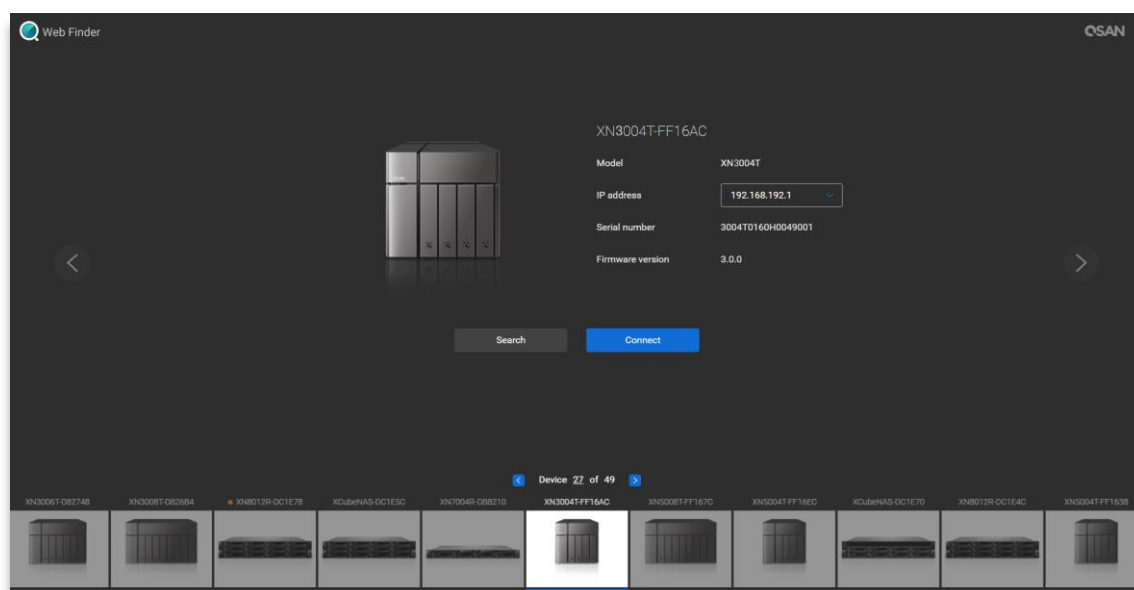 Web Finder
QSAN
XN3004T-FF16AC
Model XN3004T
IP address 192.168.192.1
Serial number 3004T0160H0049001
Firmware version 3.0.0
Search Connect
Device 27 of 49
XN3006T-D82748 XN3008T-D826B4 XN8012R-DC1E78 XCubeNAS-DC1E5C XN7004R-DB8210 XN3004T-FF16AC XN5008T-FF167C XN5004T-FF16EC XCubeNAS-DC1E70 XN8012R-DC1E4C XN5004T-FF1638